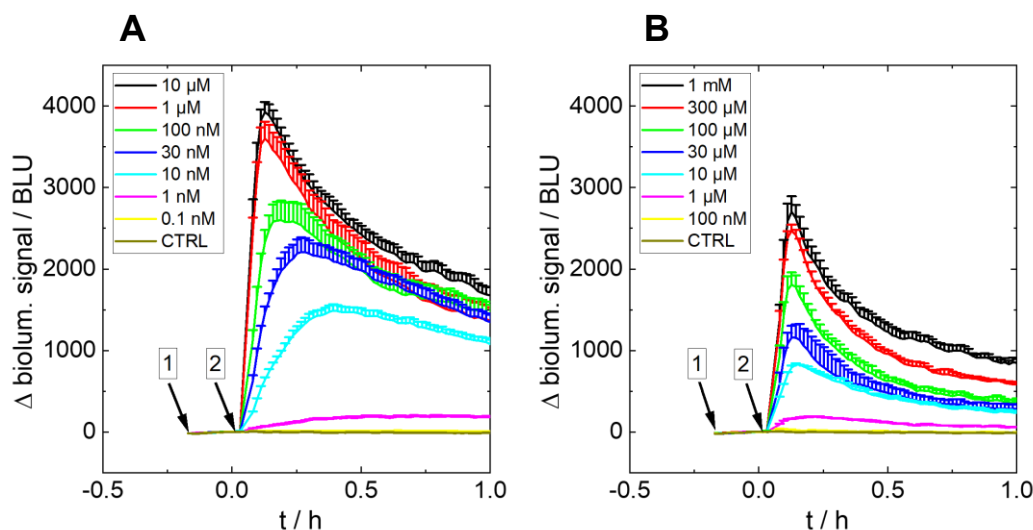 A
10 µM
1 µM
100 nM
30 nM
10 nM
1 nM
0.1 nM
CTRL
1
2
Δ biolum. signal / BLU
4000
3000
2000
1000
0
-0.5
0.0
0.5
1.0
t / h
B
1 mM
300 µM
100 µM
30 µM
10 µM
1 µM
100 nM
CTRL
1
2
Δ biolum. signal / BLU
4000
3000
2000
1000
0
-0.5
0.0
0.5
1.0
t / h